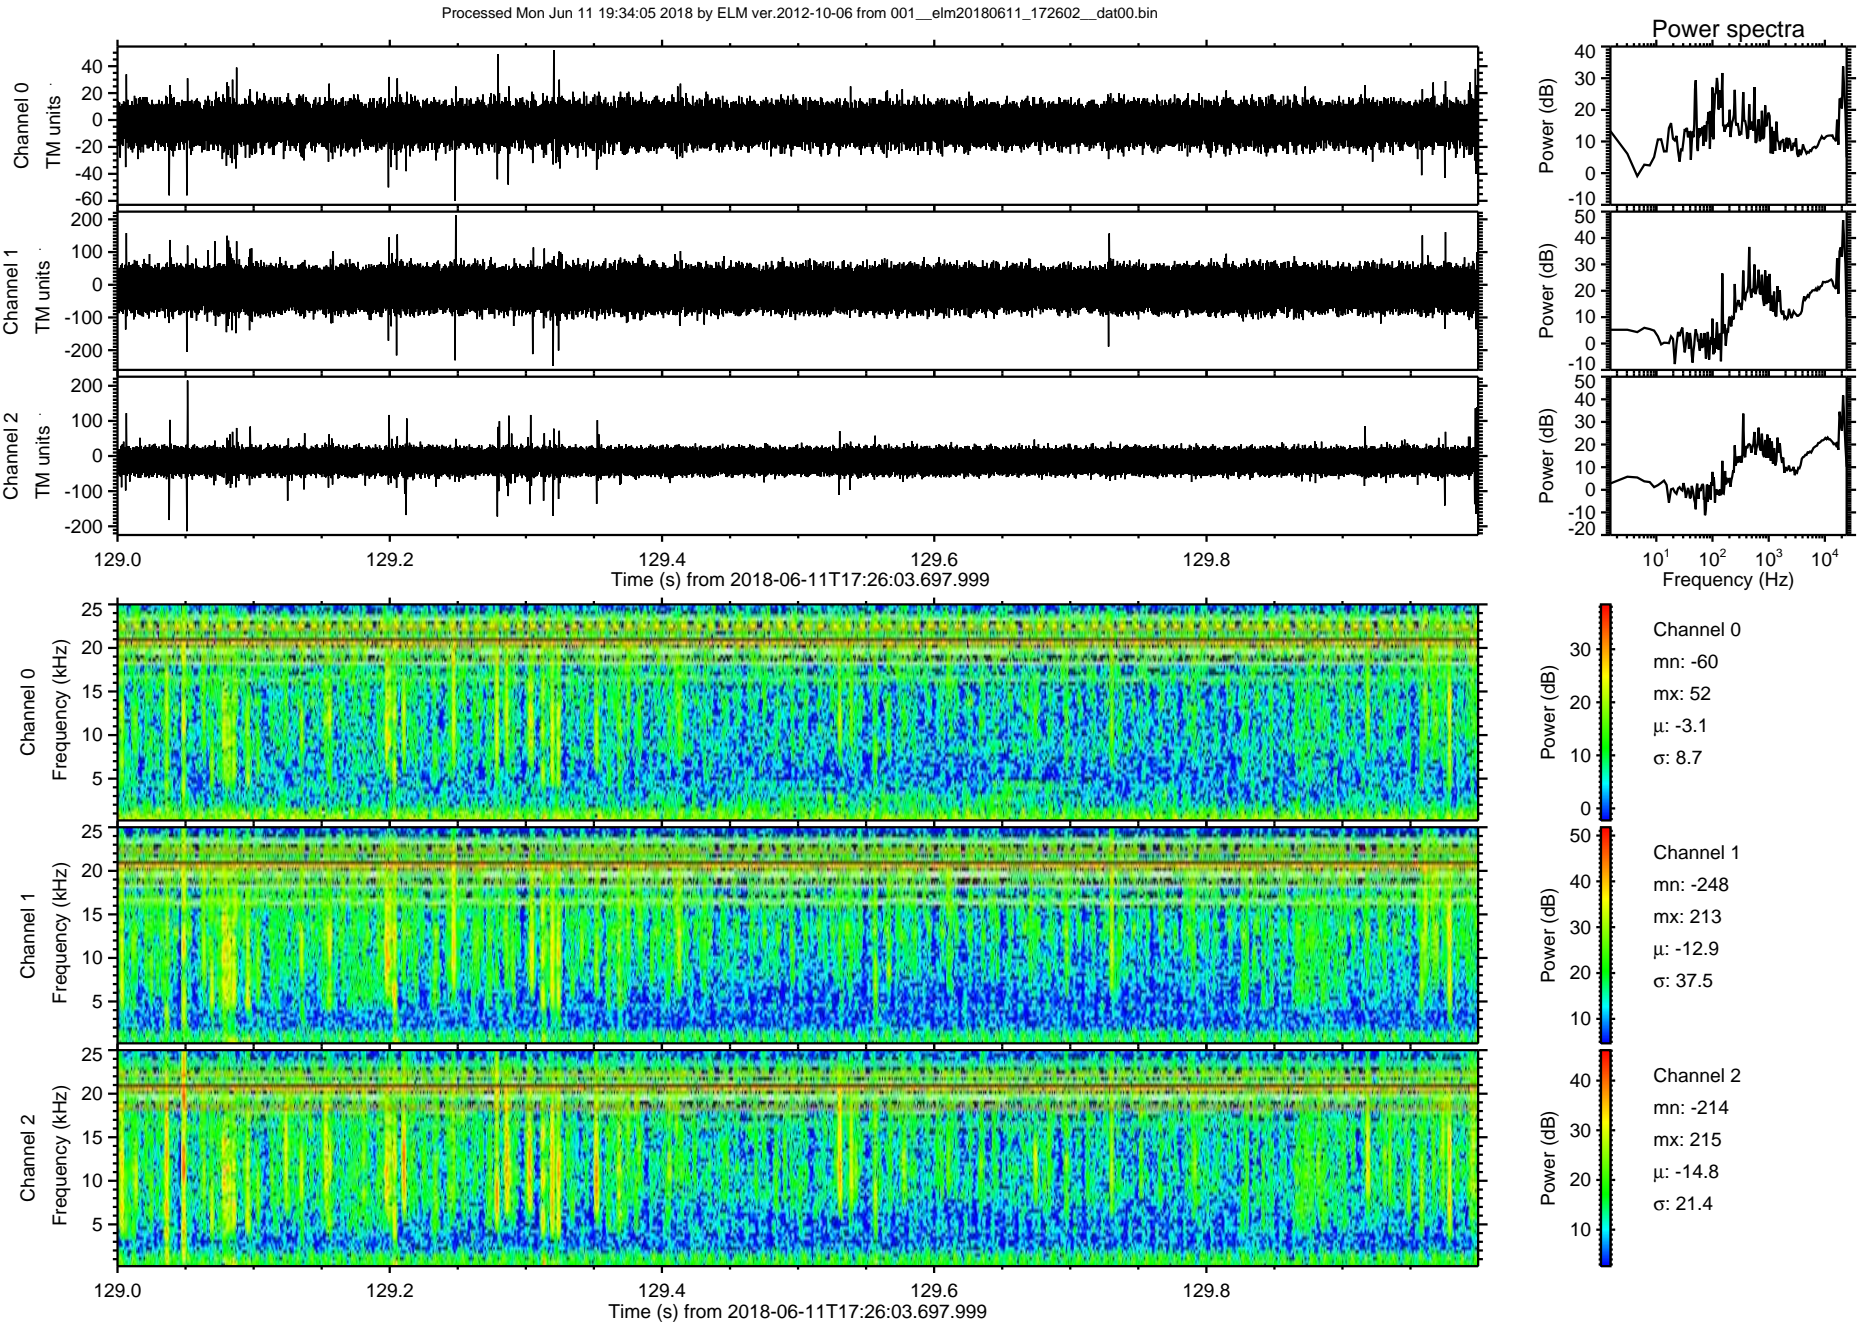 Processed Mon Jun 11 19:34:05 2018 by ELM ver.2012-10-06 from 001__elm20180611_172602__dat00.bin
Power spectra
Channel 0
TM units
40
20
0
-20
-40
-60
Power (dB)
40
30
20
10
0
-10
Channel 1
TM units
200
100
0
-100
-200
Power (dB)
50
40
30
20
10
0
-10
Channel 2
TM units
200
100
0
-100
-200
Power (dB)
50
40
30
20
10
0
-10
-20
129.0 129.2 129.4 129.6 129.8
Time (s) from 2018-06-11T17:26:03.697.999
10¹ 10² 10³ 10⁴
Frequency (Hz)
Channel 0
Frequency (kHz)
25
20
15
10
5
Power (dB)
30
20
10
0
Channel 0
mn: -60
mx: 52
μ: -3.1
σ: 8.7
Channel 1
Frequency (kHz)
25
20
15
10
5
Power (dB)
50
40
30
20
10
Channel 1
mn: -248
mx: 213
μ: -12.9
σ: 37.5
Channel 2
Frequency (kHz)
25
20
15
10
5
Power (dB)
40
30
20
10
Channel 2
mn: -214
mx: 215
μ: -14.8
σ: 21.4
129.0 129.2 129.4 129.6 129.8
Time (s) from 2018-06-11T17:26:03.697.999